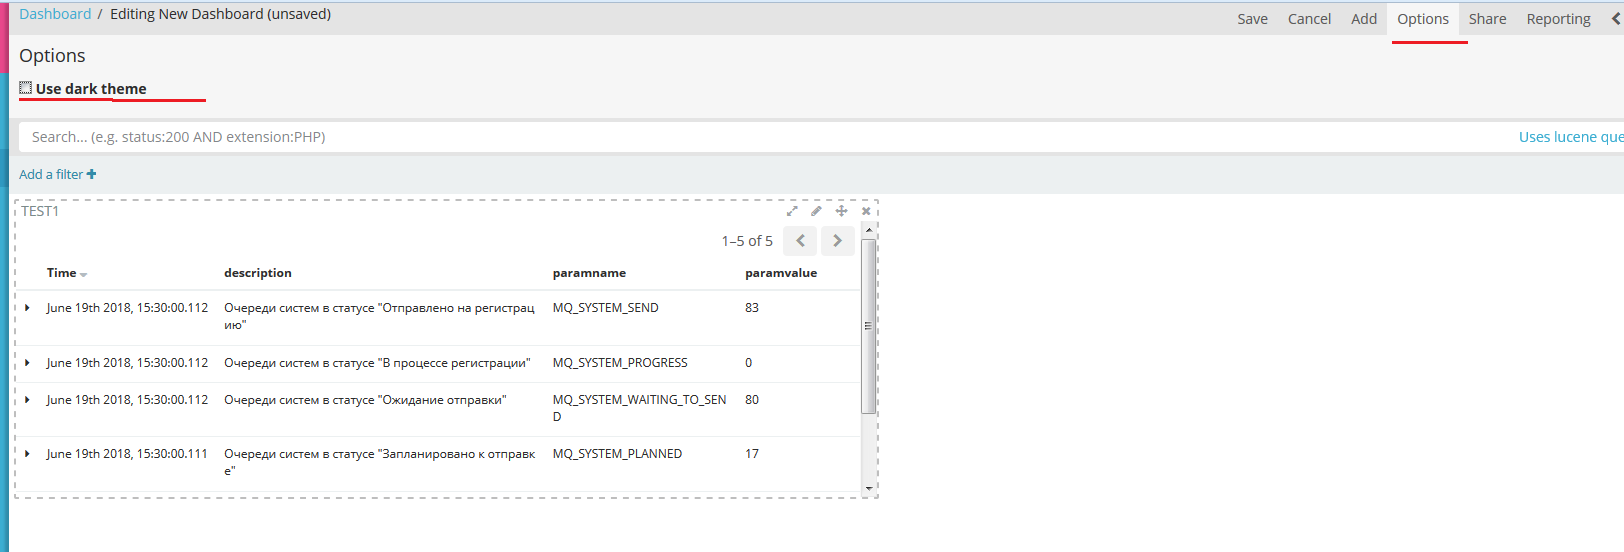 Dashboard / Editing New Dashboard (unsaved)
Save Cancel Add Options Share Reporting
Options
Use dark theme
Search... (e.g. status:200 AND extension:PHP)
Uses lucene que
Add a filter
TEST1
1–5 of 5
Time description paramname paramvalue
June 19th 2018, 15:30:00.112 Очереди систем в статусе "Отправлено на регистрац MQ_SYSTEM_SEND 83
ию"
June 19th 2018, 15:30:00.112 Очереди систем в статусе "В процессе регистрации" MQ_SYSTEM_PROGRESS 0
June 19th 2018, 15:30:00.112 Очереди систем в статусе "Ожидание отправки" MQ_SYSTEM_WAITING_TO_SEN 80
D
June 19th 2018, 15:30:00.111 Очереди систем в статусе "Запланировано к отправк MQ_SYSTEM_PLANNED 17
е"